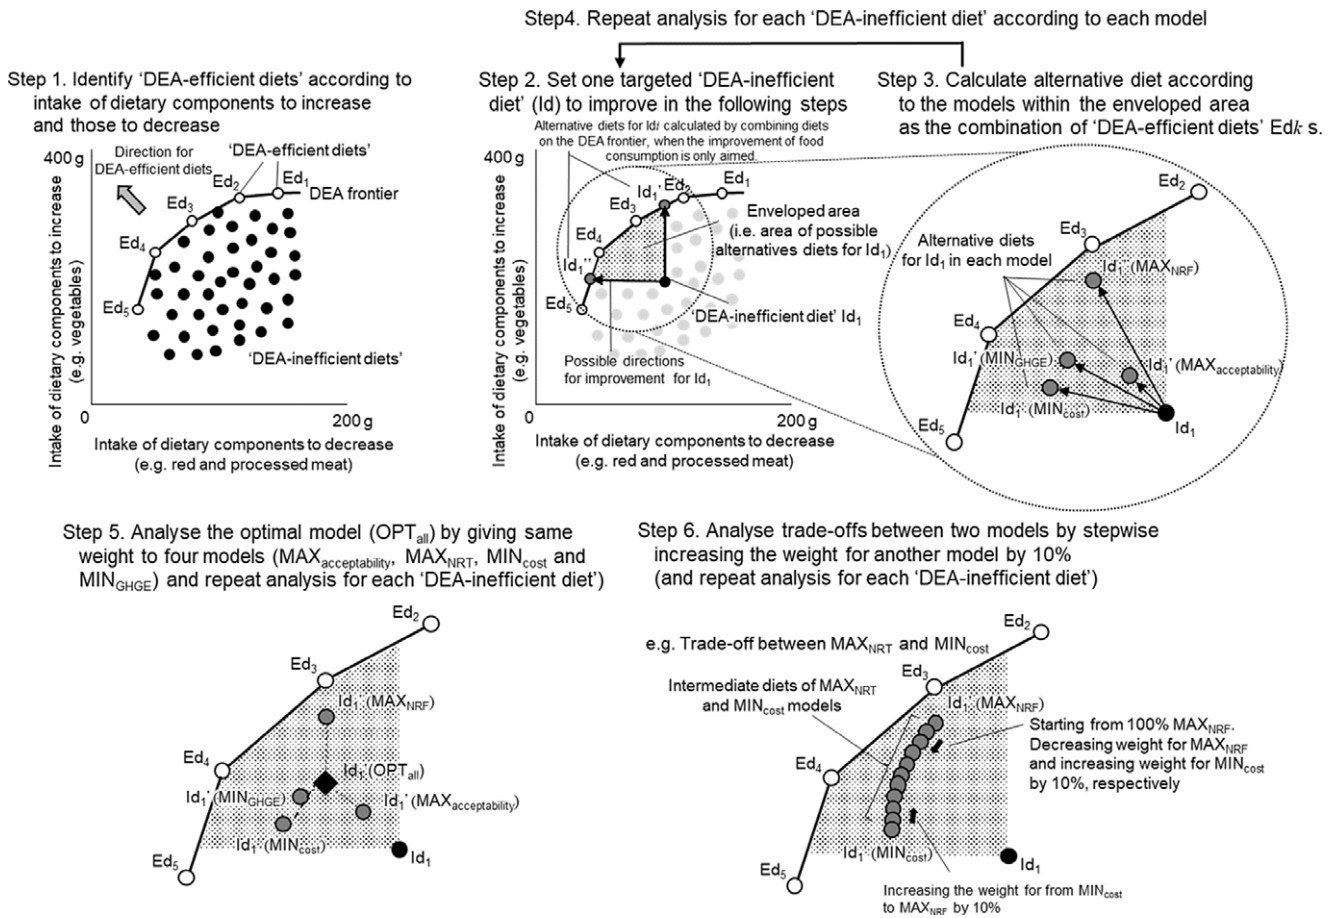 Step4. Repeat analysis for each ‘DEA-inefficient diet’ according to each model
Step 1. Identify ‘DEA-efficient diets’ according to
intake of dietary components to increase
and those to decrease
400 g
Direction for
DEA-efficient diets
‘DEA-efficient diets’
Ed1
Ed2
DEA frontier
Ed3
Ed4
Ed5
‘DEA-inefficient diets’
Intake of dietary components to increase
(e.g. vegetables)
0
200 g
Intake of dietary components to decrease
(e.g. red and processed meat)
Step 2. Set one targeted ‘DEA-inefficient
diet’ (Id) to improve in the following steps
Alternative diets for Idi calculated by combining diets
on the DEA frontier, when the improvement of food
consumption is only aimed.
400 g
Id1'
Ed2
Ed1
Ed3
Enveloped area
(i.e. area of possible
alternatives diets for Id1)
Ed4
Id1''
Ed5
‘DEA-inefficient diet’ Id1
Possible directions
for improvement for Id1
Intake of dietary components to increase
(e.g. vegetables)
0
200 g
Intake of dietary components to decrease
(e.g. red and processed meat)
Step 3. Calculate alternative diet according
to the models within the enveloped area
as the combination of ‘DEA-efficient diets’ Edk s.
Ed2
Ed3
Alternative diets
for Id1 in each model
Id1' (MAXNRF)
Ed4
Id1' (MINGHGE)
Id1' (MAXacceptability)
Id1' (MINcost)
Ed5
Id1
Step 5. Analyse the optimal model (OPTall) by giving same
weight to four models (MAXacceptability, MAXNRT, MINcost and
MINGHGE) and repeat analysis for each ‘DEA-inefficient diet’)
Ed2
Ed3
Id1' (MAXNRF)
Ed4
Id1' (OPTall)
Id1' (MINGHGE)
Id1' (MAXacceptability)
Id1' (MINcost)
Ed5
Id1
Step 6. Analyse trade-offs between two models by stepwise
increasing the weight for another model by 10%
(and repeat analysis for each ‘DEA-inefficient diet’)
Ed2
e.g. Trade-off between MAXNRT and MINcost
Ed3
Intermediate diets of MAXNRT
and MINcost models
Id1' (MAXNRF)
Starting from 100% MAXNRF.
Decreasing weight for MAXNRF
and increasing weight for MINcost
by 10%, respectively
Ed4
Id1' (MINcost)
Ed5
Id1
Increasing the weight for from MINcost
to MAXNRF by 10%